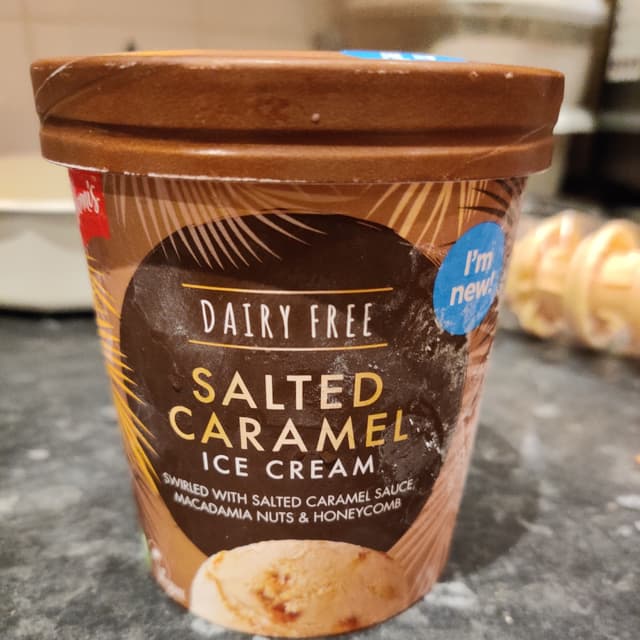 I'm
new!
DAIRY FREE
SALTED
CARAMEL
ICE CREAM
SWIRLED WITH SALTED CARAMEL SAUCE,
MACADAMIA NUTS & HONEYCOMB